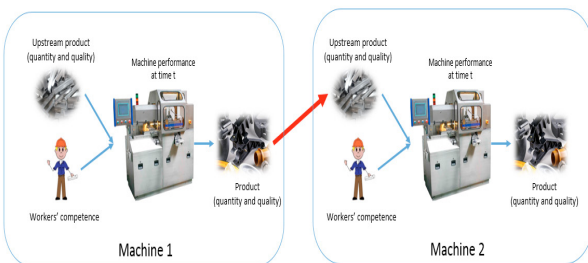 Upstream product
(quantity and quality)
Machine performance
at time t
Product
(quantity and quality)
Workers' competence
Machine 1
Upstream product
(quantity and quality)
Machine performance
at time t
Product
(quantity and quality)
Workers' competence
Machine 2